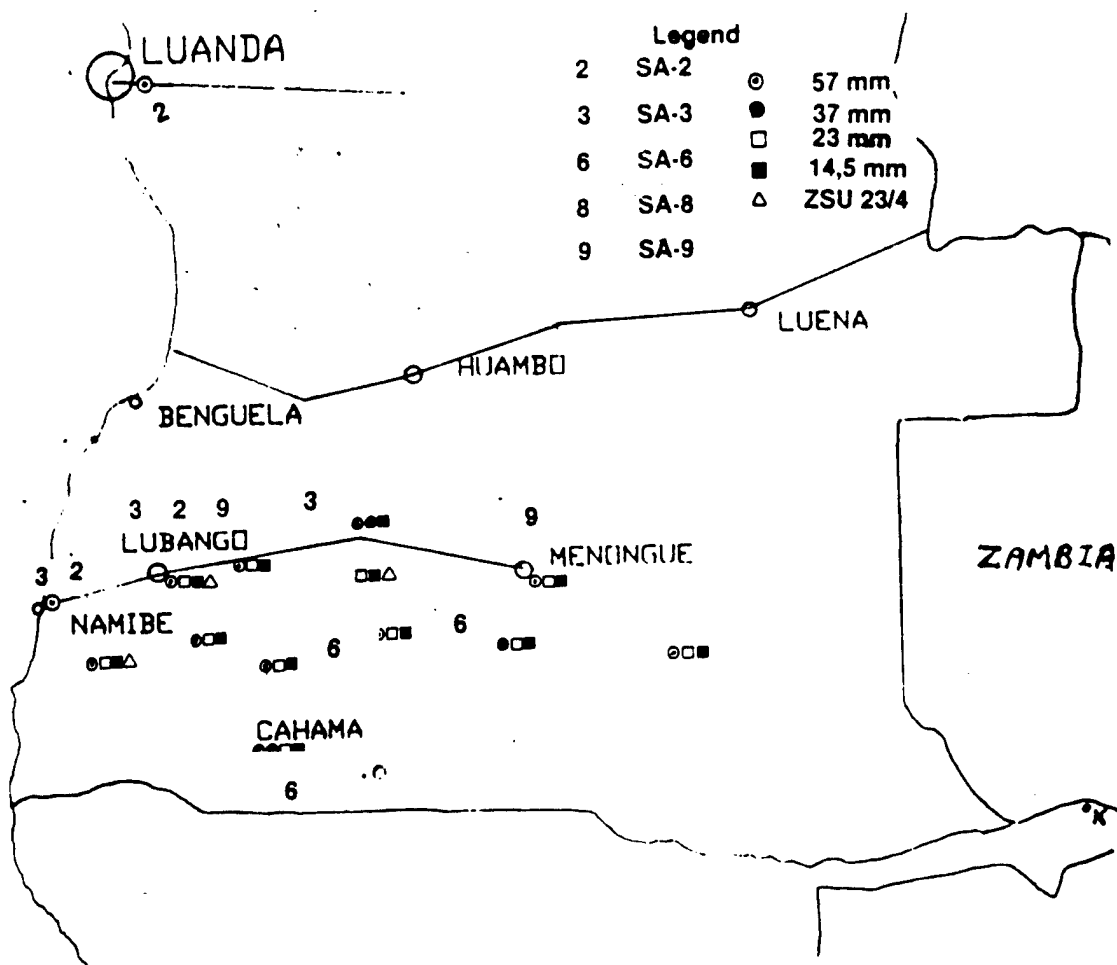 Legend
2 SA-2
3 SA-3
6 SA-6
8 SA-8
9 SA-9
57 mm
37 mm
23 mm
14,5 mm
ZSU 23/4
LUANDA
2
LUENA
HUAMBO
BENGUELA
3 2 9 3 9
LUBANGO
MENONGUE
ZAMBIA
3 2
NAMIBE
6 6
CAHAMA
6
K